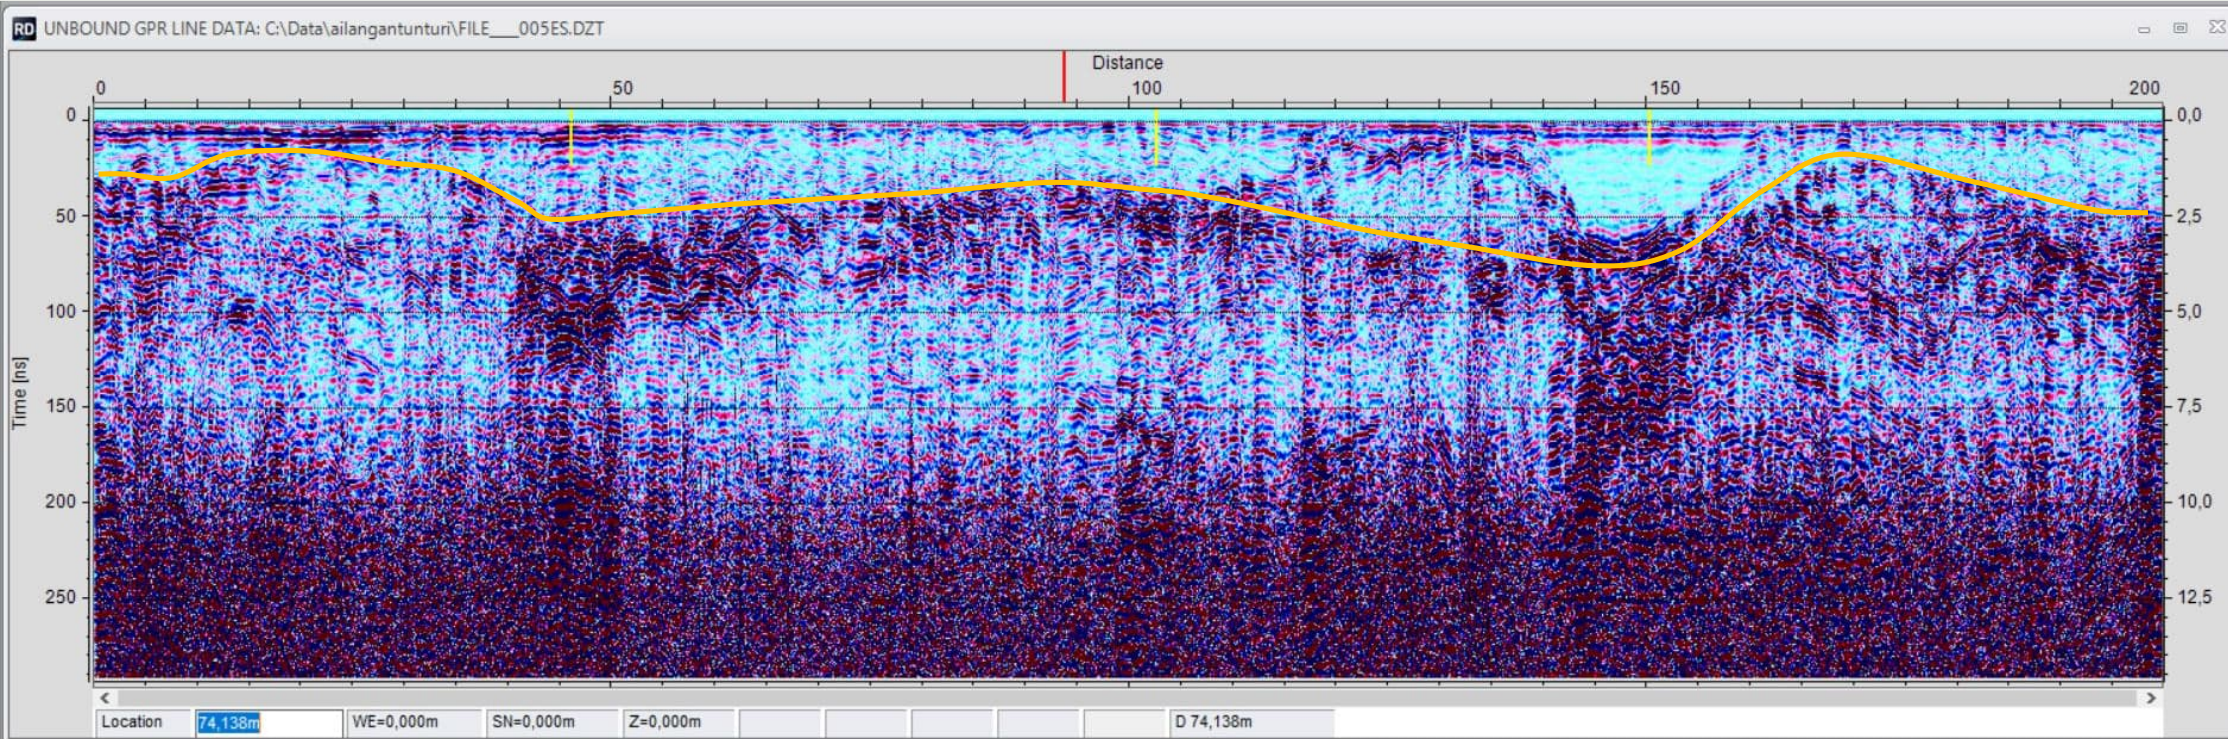 RD UNBOUND GPR LINE DATA: C:\Data\ailangantunturi\FILE___005ES.DZT
Distance
0 50 100 150 200
0 0,0
50 2,5
100 5,0
Time [ns]
150 7,5
200 10,0
250 12,5
Location 74,138m WE=0,000m SN=0,000m Z=0,000m D 74,138m